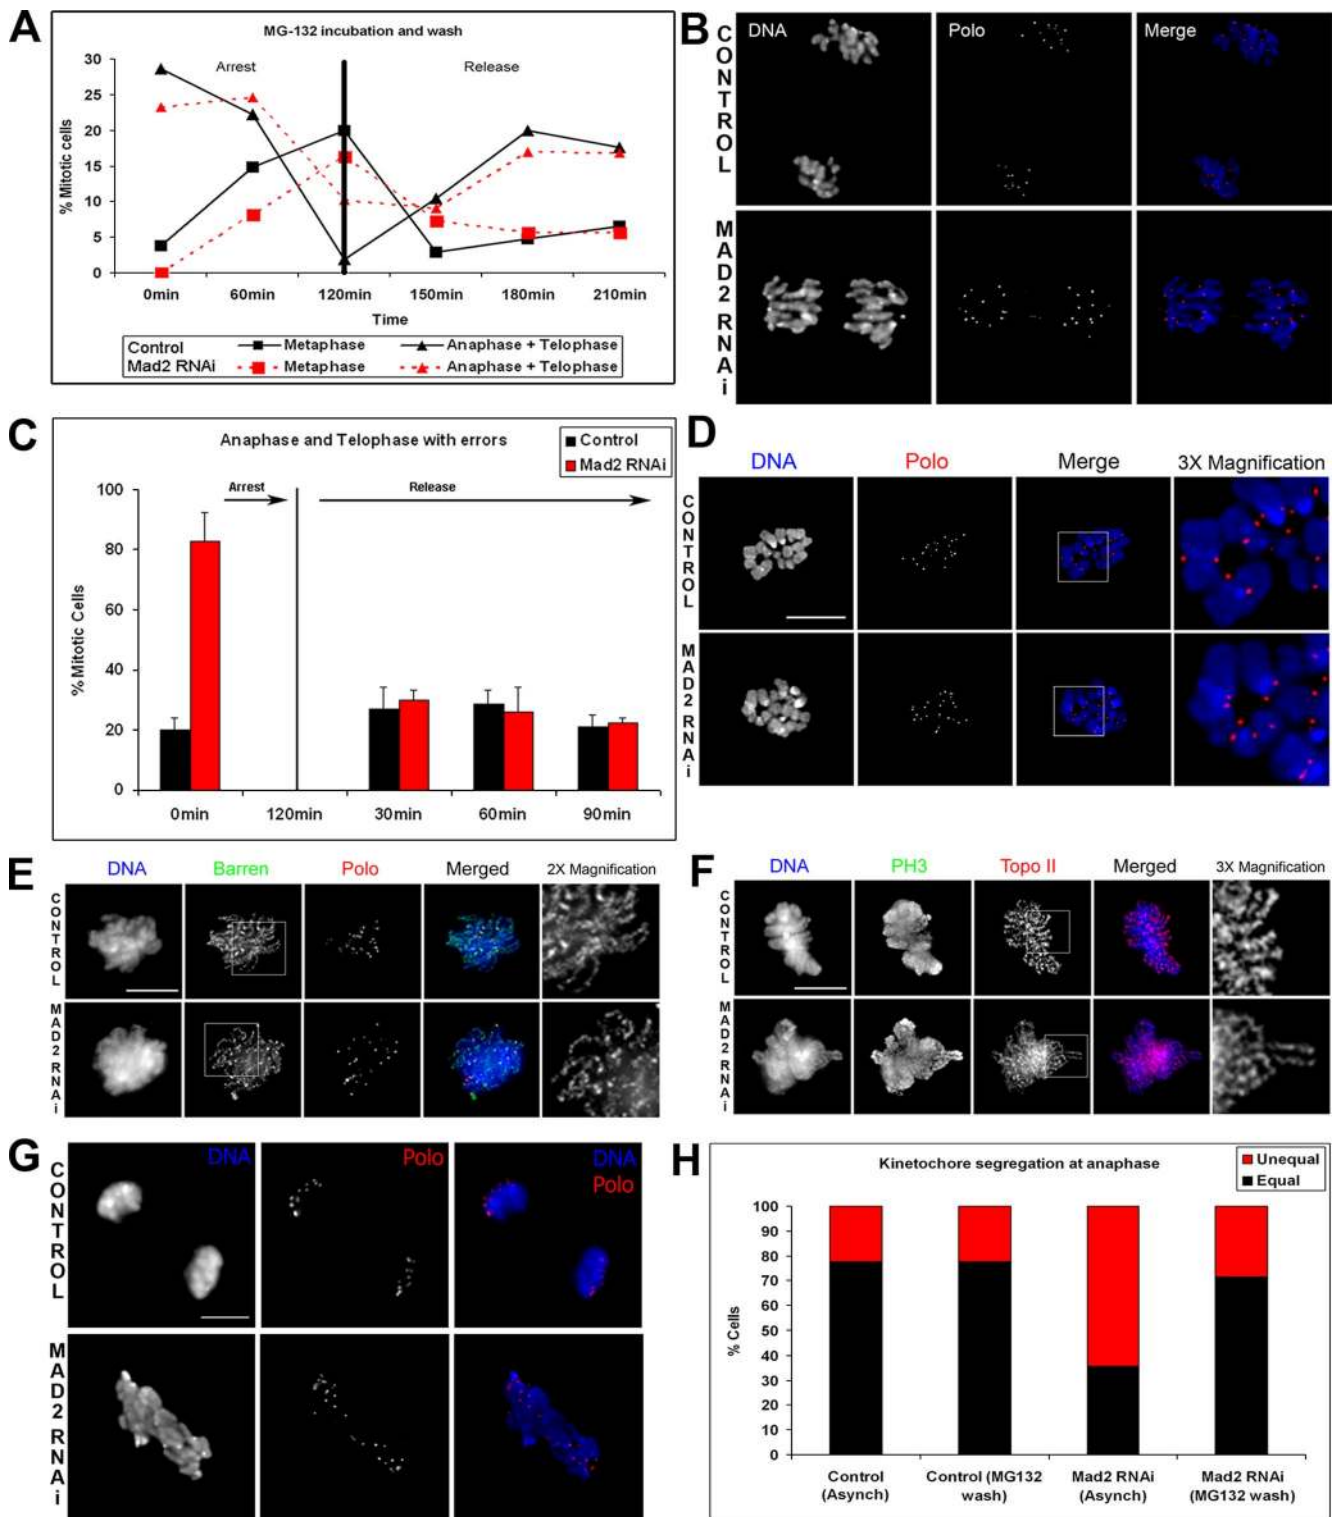 A
MG-132 incubation and wash
Arrest
Release
30
25
20
15
10
5
0
% Mitotic cells
0min 60min 120min 150min 180min 210min
Time
Control Metaphase Anaphase + Telophase
Mad2 RNAi Metaphase Anaphase + Telophase
B
DNA Polo Merge
CONTROL
MAD2 RNAi
C
Anaphase and Telophase with errors
Control
Mad2 RNAi
Arrest
Release
100
80
60
40
20
0
% Mitotic Cells
0min 120min 30min 60min 90min
D
DNA Polo Merge 3X Magnification
CONTROL
MAD2 RNAi
E
DNA Barren Polo Merged 2X Magnification
CONTROL
MAD2 RNAi
F
DNA PH3 Topo II Merged 3X Magnification
CONTROL
MAD2 RNAi
G
DNA Polo DNA
Polo
CONTROL
MAD2 RNAi
H
Kinetochore segregation at anaphase
Unequal
Equal
100
90
80
70
60
50
40
30
20
10
0
% Cells
Control (Asynch)
Control (MG132 wash)
Mad2 RNAi (Asynch)
Mad2 RNAi (MG132 wash)